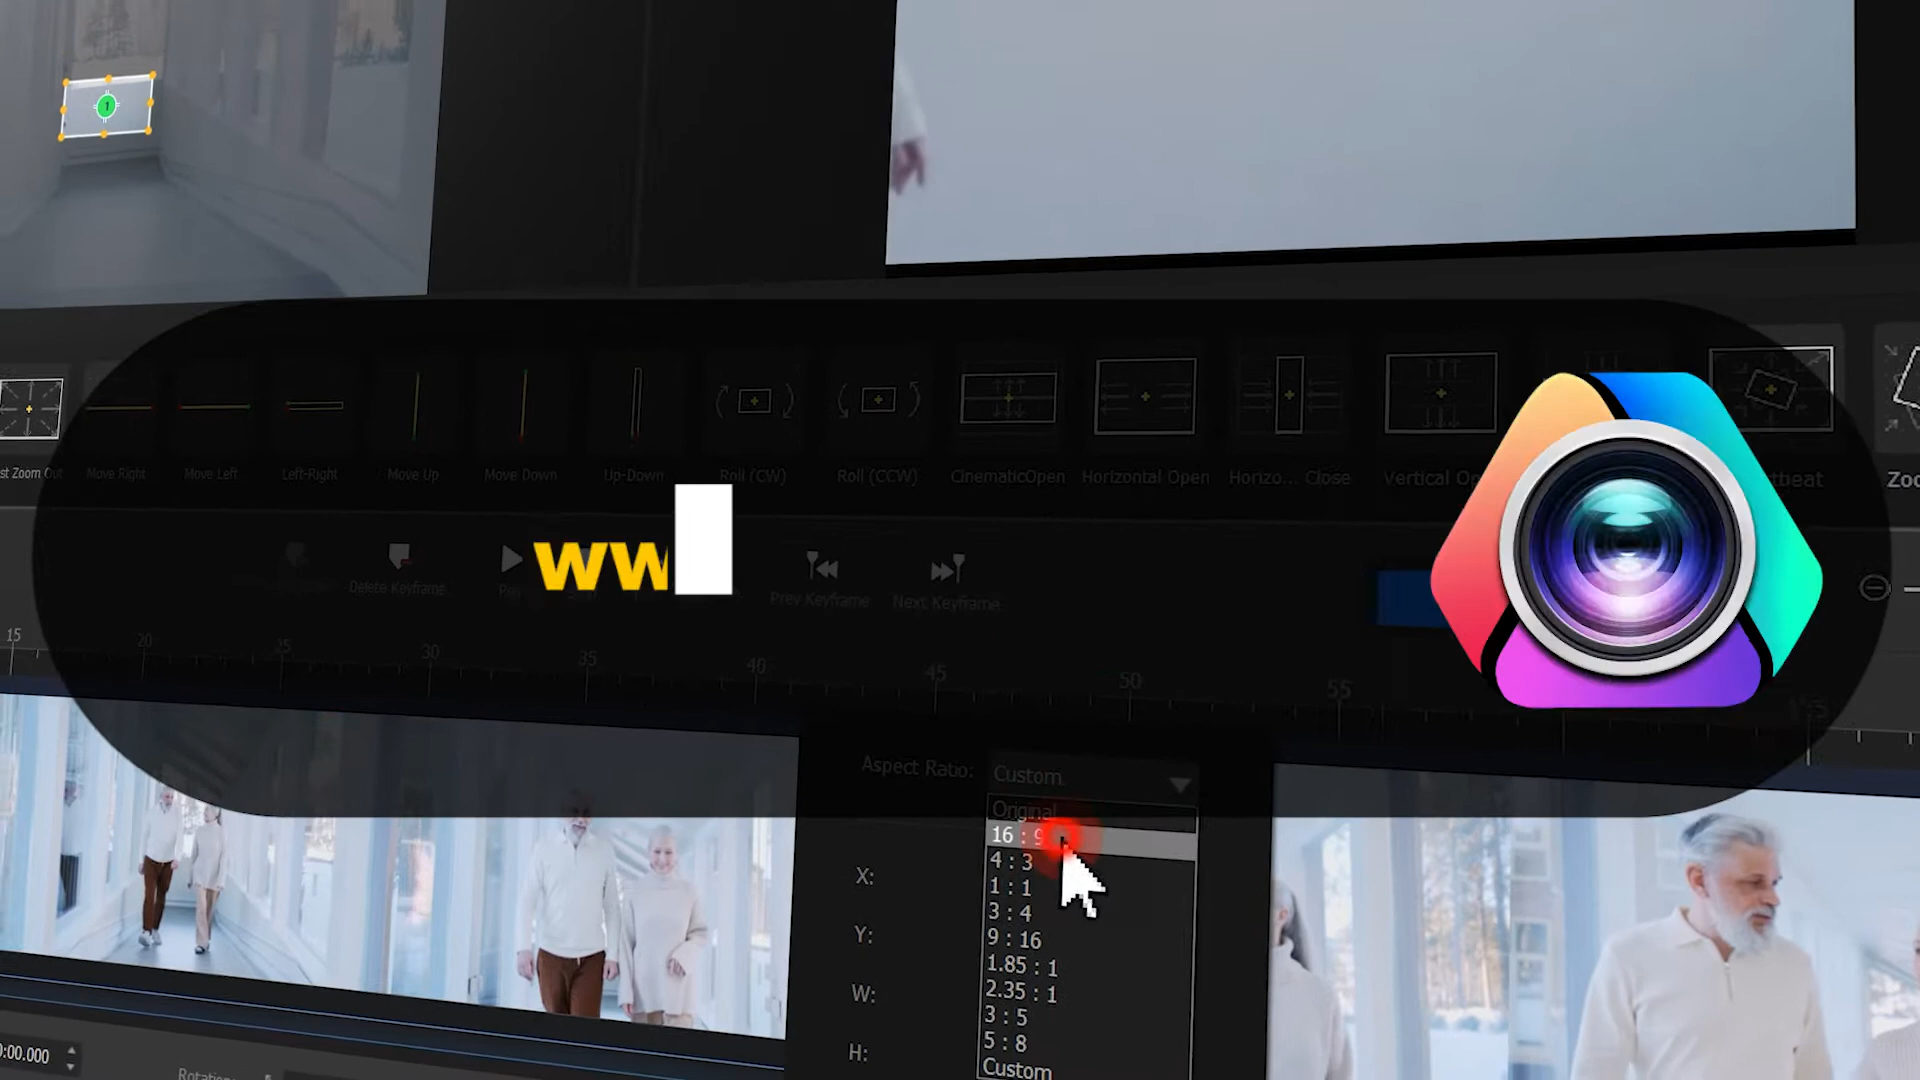 1
st Zoom Out
Move Right
Move Left
Left-Right
Move Up
Move Down
Up-Down
Roll (CW)
Roll (CCW)
CinematicOpen
Horizontal Open
Horizo... Close
Vertical Op
tbeat
Zoo
Delete Keyframe
ww
Prev Keyframe
Next Keyframe
15
20
25
30
35
40
45
50
55
Aspect Ratio:
Custom
Original
16 : 9
4 : 3
1 : 1
3 : 4
9 : 16
1.85 : 1
2.35 : 1
3 : 5
5 : 8
Custom
X:
Y:
W:
H:
0:00.000
Rotation